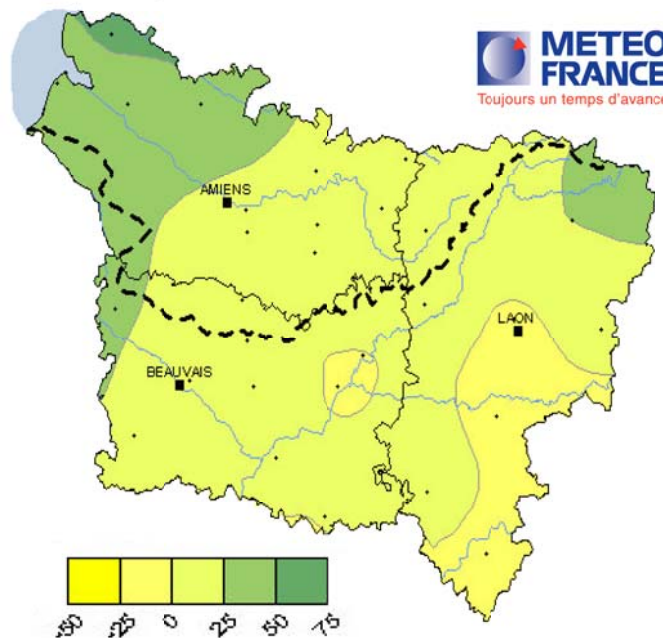 METEO
FRANCE
Toujours un temps d'avance
AMIENS
LAON
BEAUVAIS
-50
-25
0
25
50
75